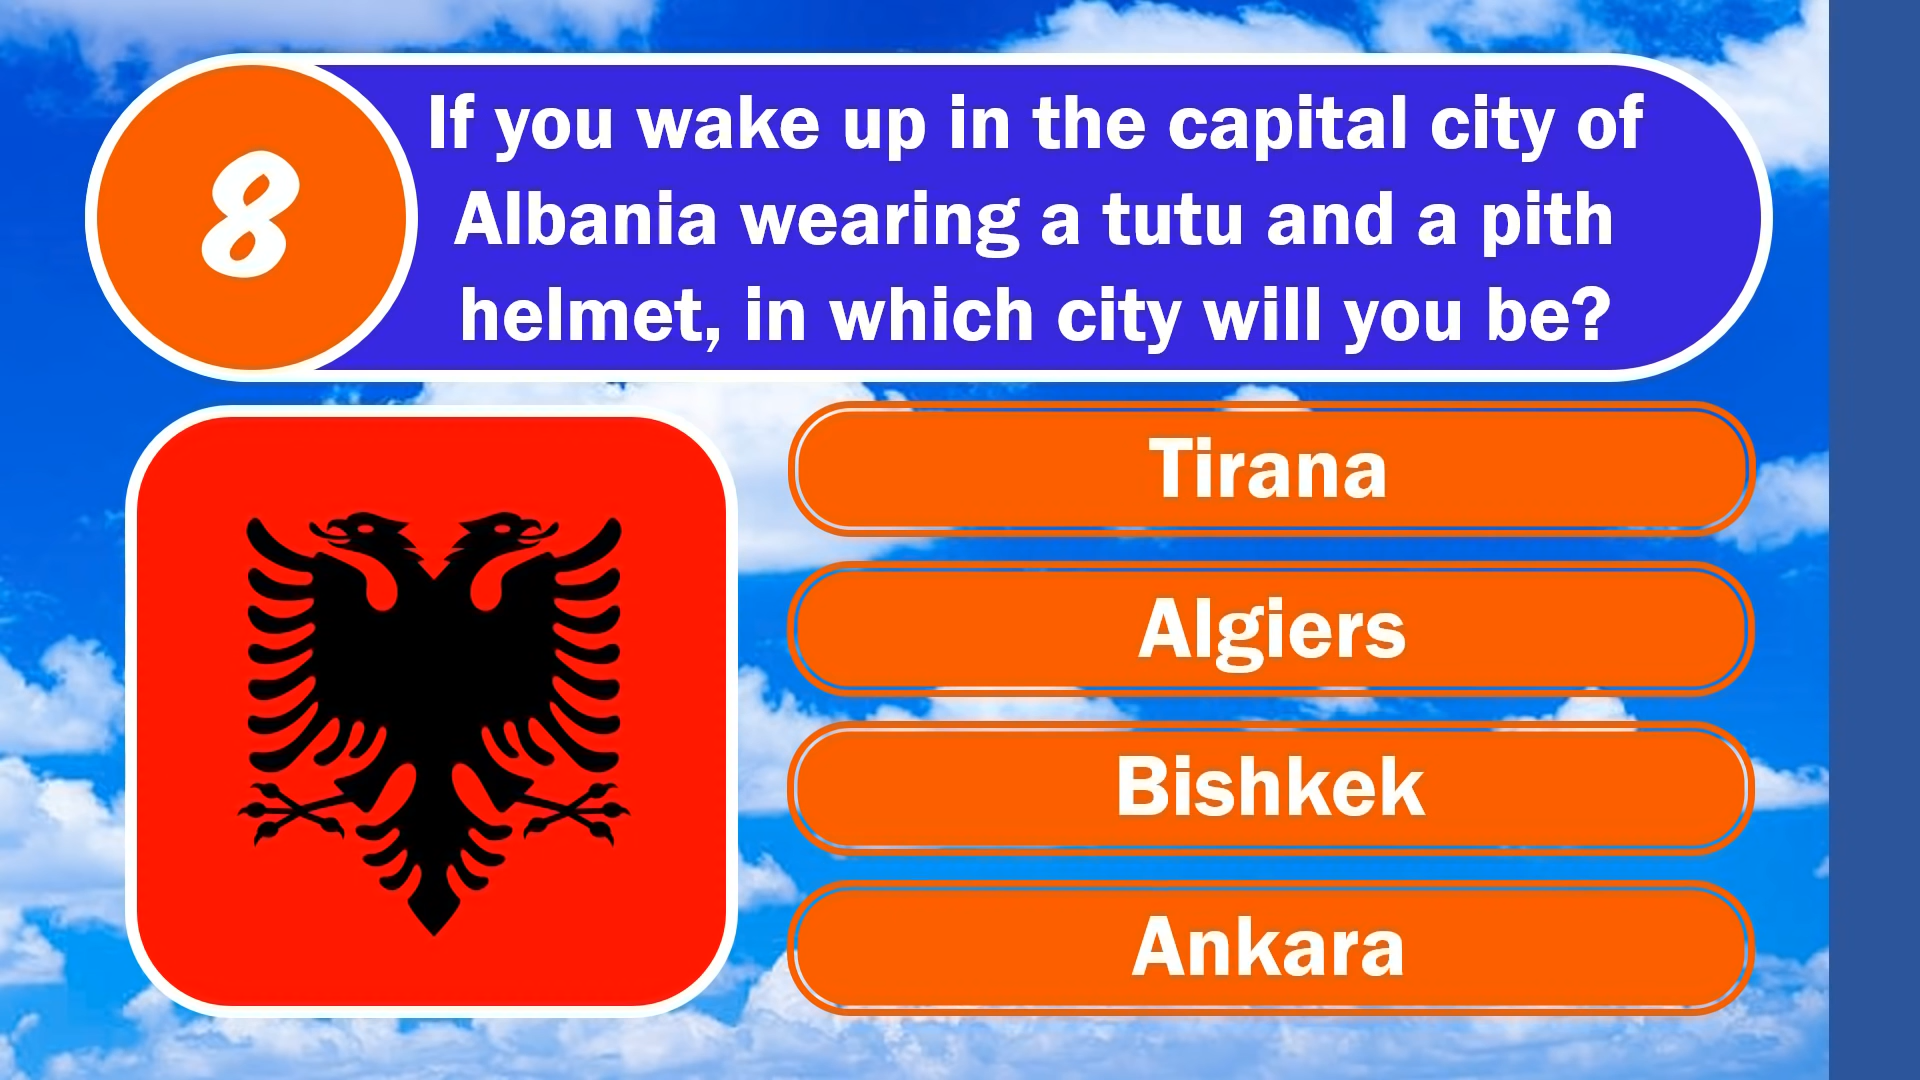 8
If you wake up in the capital city of
Albania wearing a tutu and a pith
helmet, in which city will you be?
Tirana
Algiers
Bishkek
Ankara